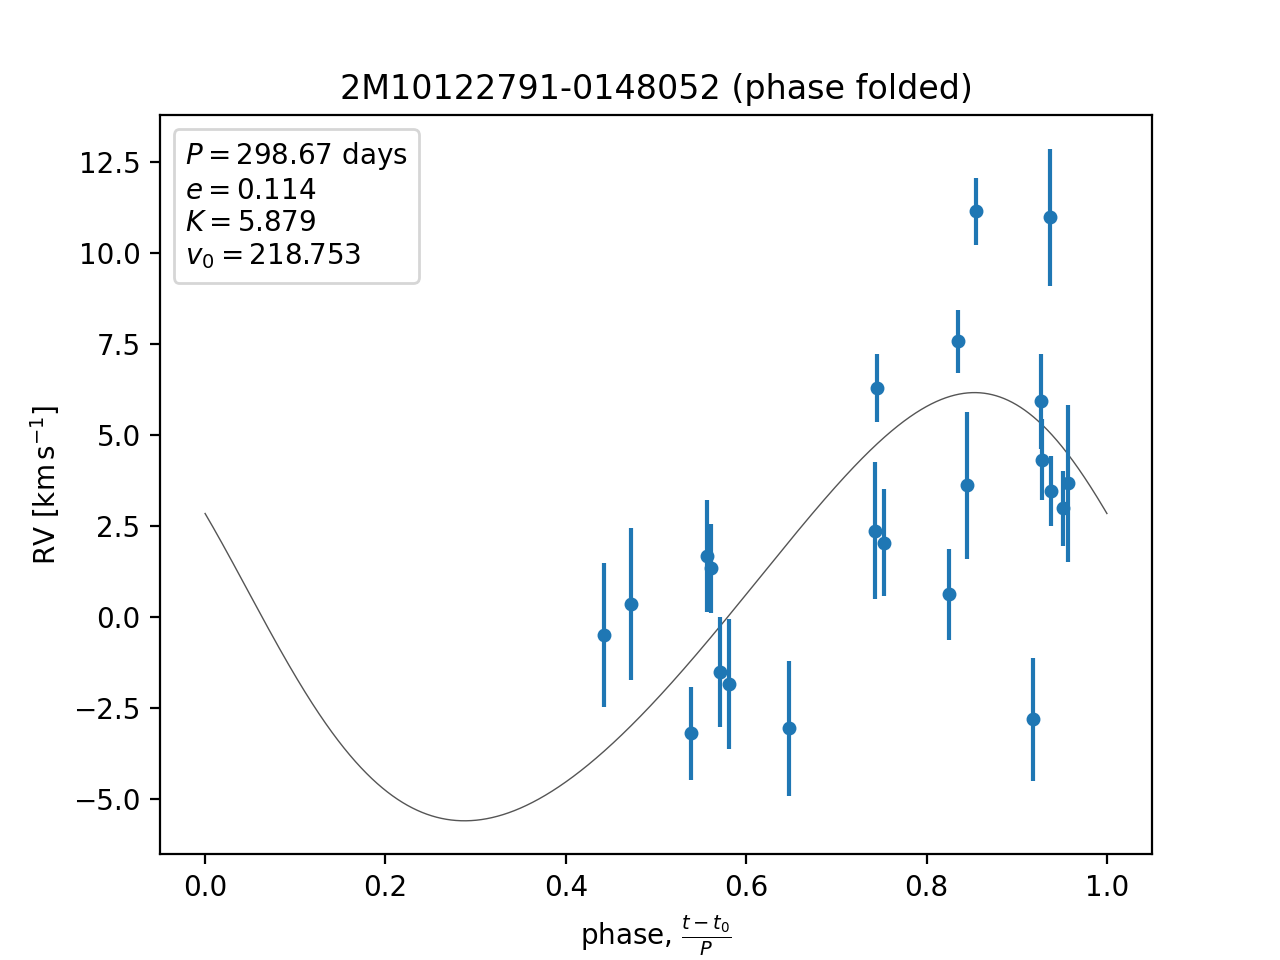 2M10122791-0148052 (phase folded)
P = 298.67 days
e = 0.114
K = 5.879
v₀ = 218.753
12.5
10.0
7.5
5.0
2.5
0.0
−2.5
−5.0
RV [km s⁻¹]
0.0 0.2 0.4 0.6 0.8 1.0
phase, (t − t₀)/P